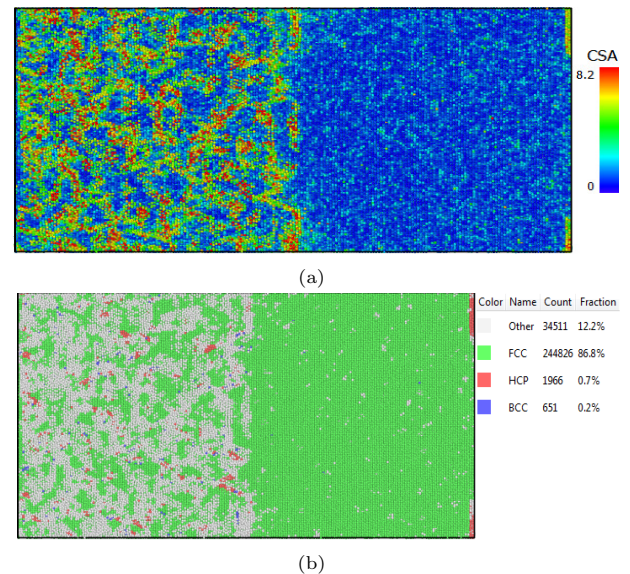 CSA
8.2
0
(a)
Color Name Count Fraction
Other 34511 12.2%
FCC 244826 86.8%
HCP 1966 0.7%
BCC 651 0.2%
(b)